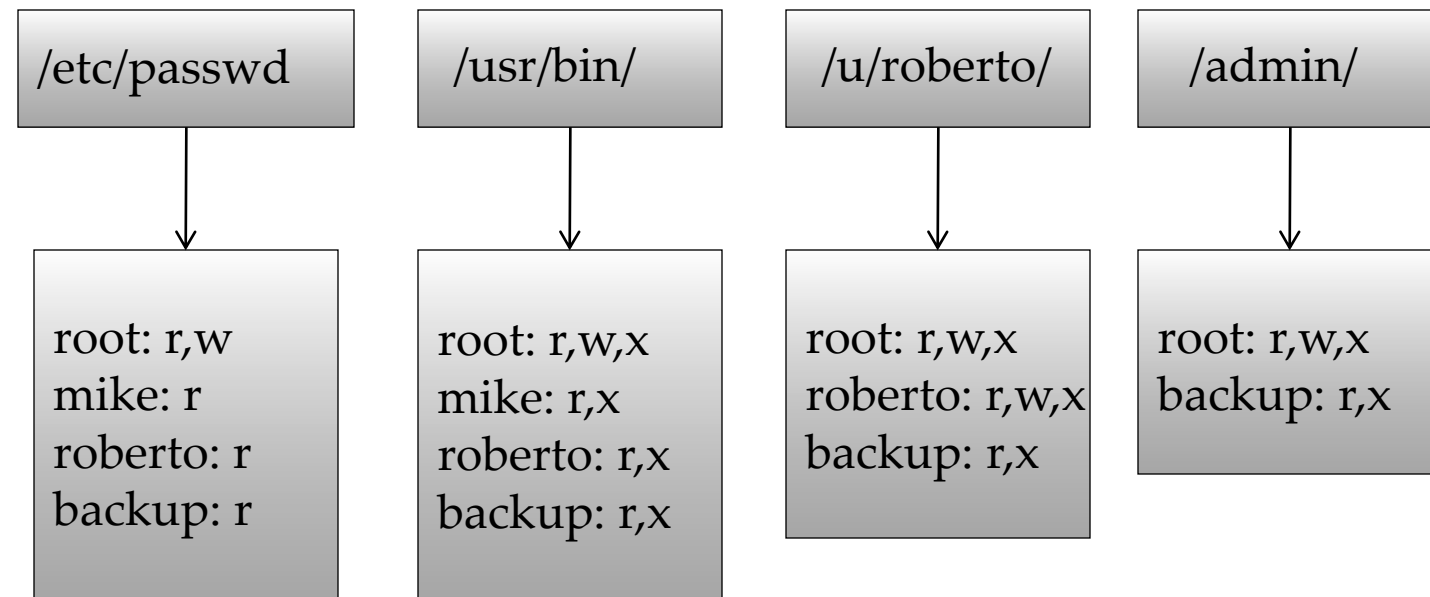 /etc/passwd
/usr/bin/
/u/roberto/
/admin/
root: r,w
mike: r
roberto: r
backup: r
root: r,w,x
mike: r,x
roberto: r,x
backup: r,x
root: r,w,x
roberto: r,w,x
backup: r,x
root: r,w,x
backup: r,x